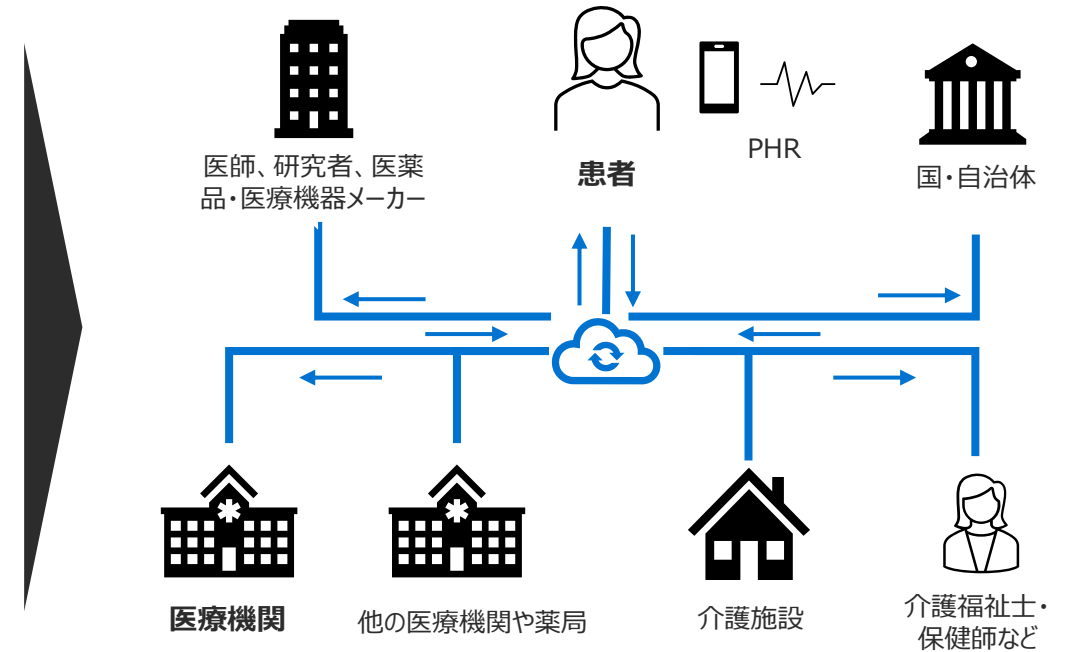 医師、研究者、医薬
品・医療機器メーカー
患者
PHR
国・自治体
医療機関
他の医療機関や薬局
介護施設
介護福祉士・
保健師など